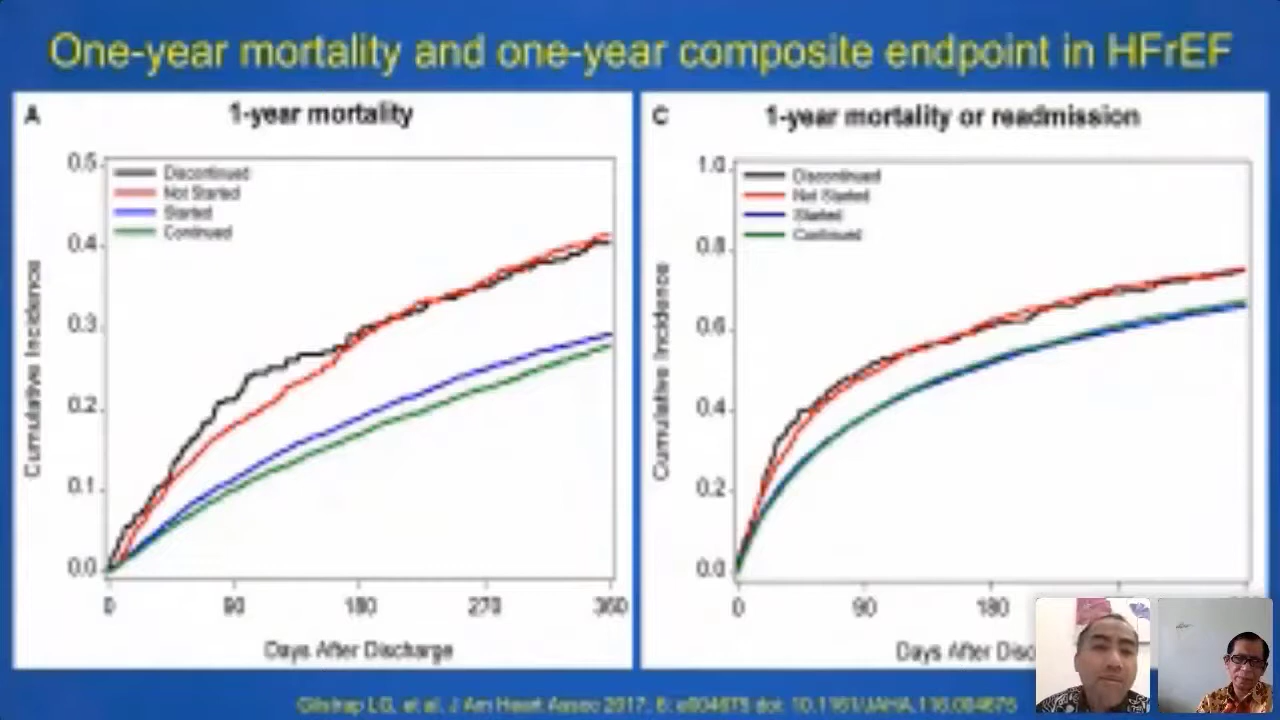 One-year mortality and one-year composite endpoint in HFrEF
A
1-year mortality
0.5
0.4
0.3
0.2
0.1
0.0
Discontinued
Not Started
Started
Continued
Cumulative Incidence
0 90 180 270 360
Days After Discharge
C
1-year mortality or readmission
1.0
0.8
0.6
0.4
0.2
0.0
Discontinued
Not Started
Started
Continued
Cumulative Incidence
0 90 180
Days After Disc
Gilstrap LG, et al. J Am Heart Assoc 2017; 6: e004675 doi: 10.1161/JAHA.116.004675